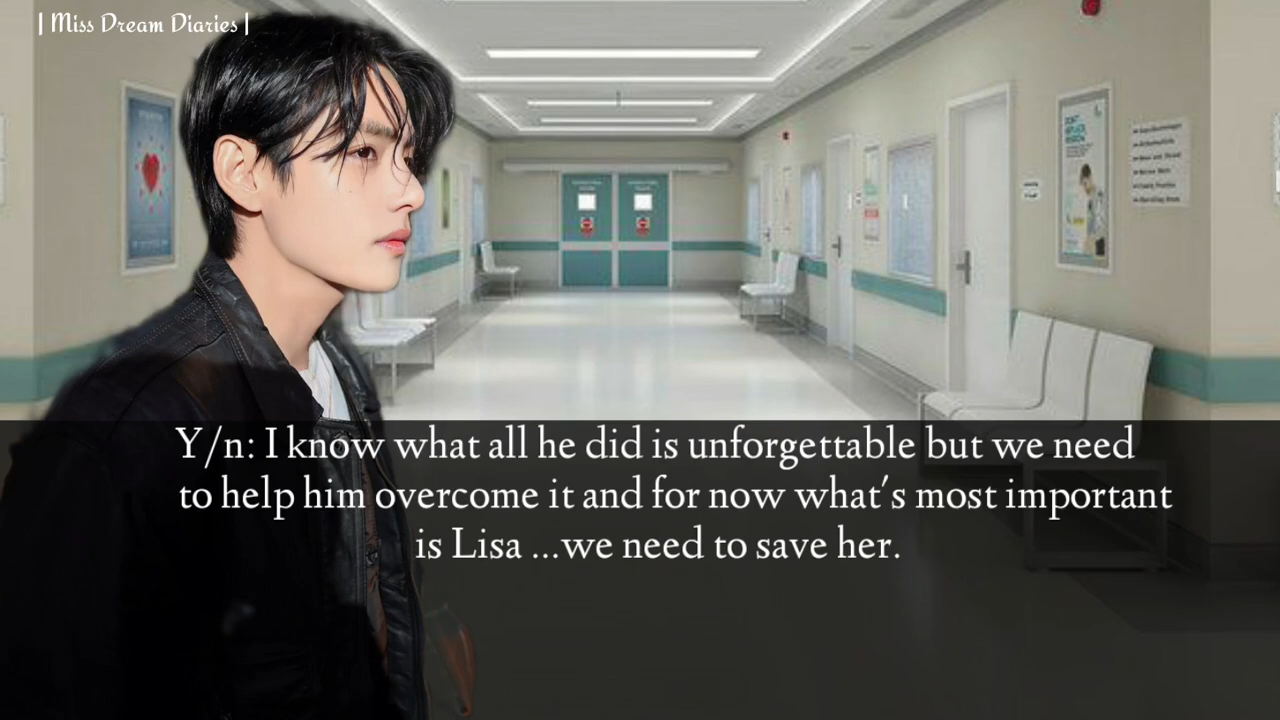 | Miss Dream Diaries |
Y/n: I know what all he did is unforgettable but we need
to help him overcome it and for now what's most important
is Lisa ...we need to save her.